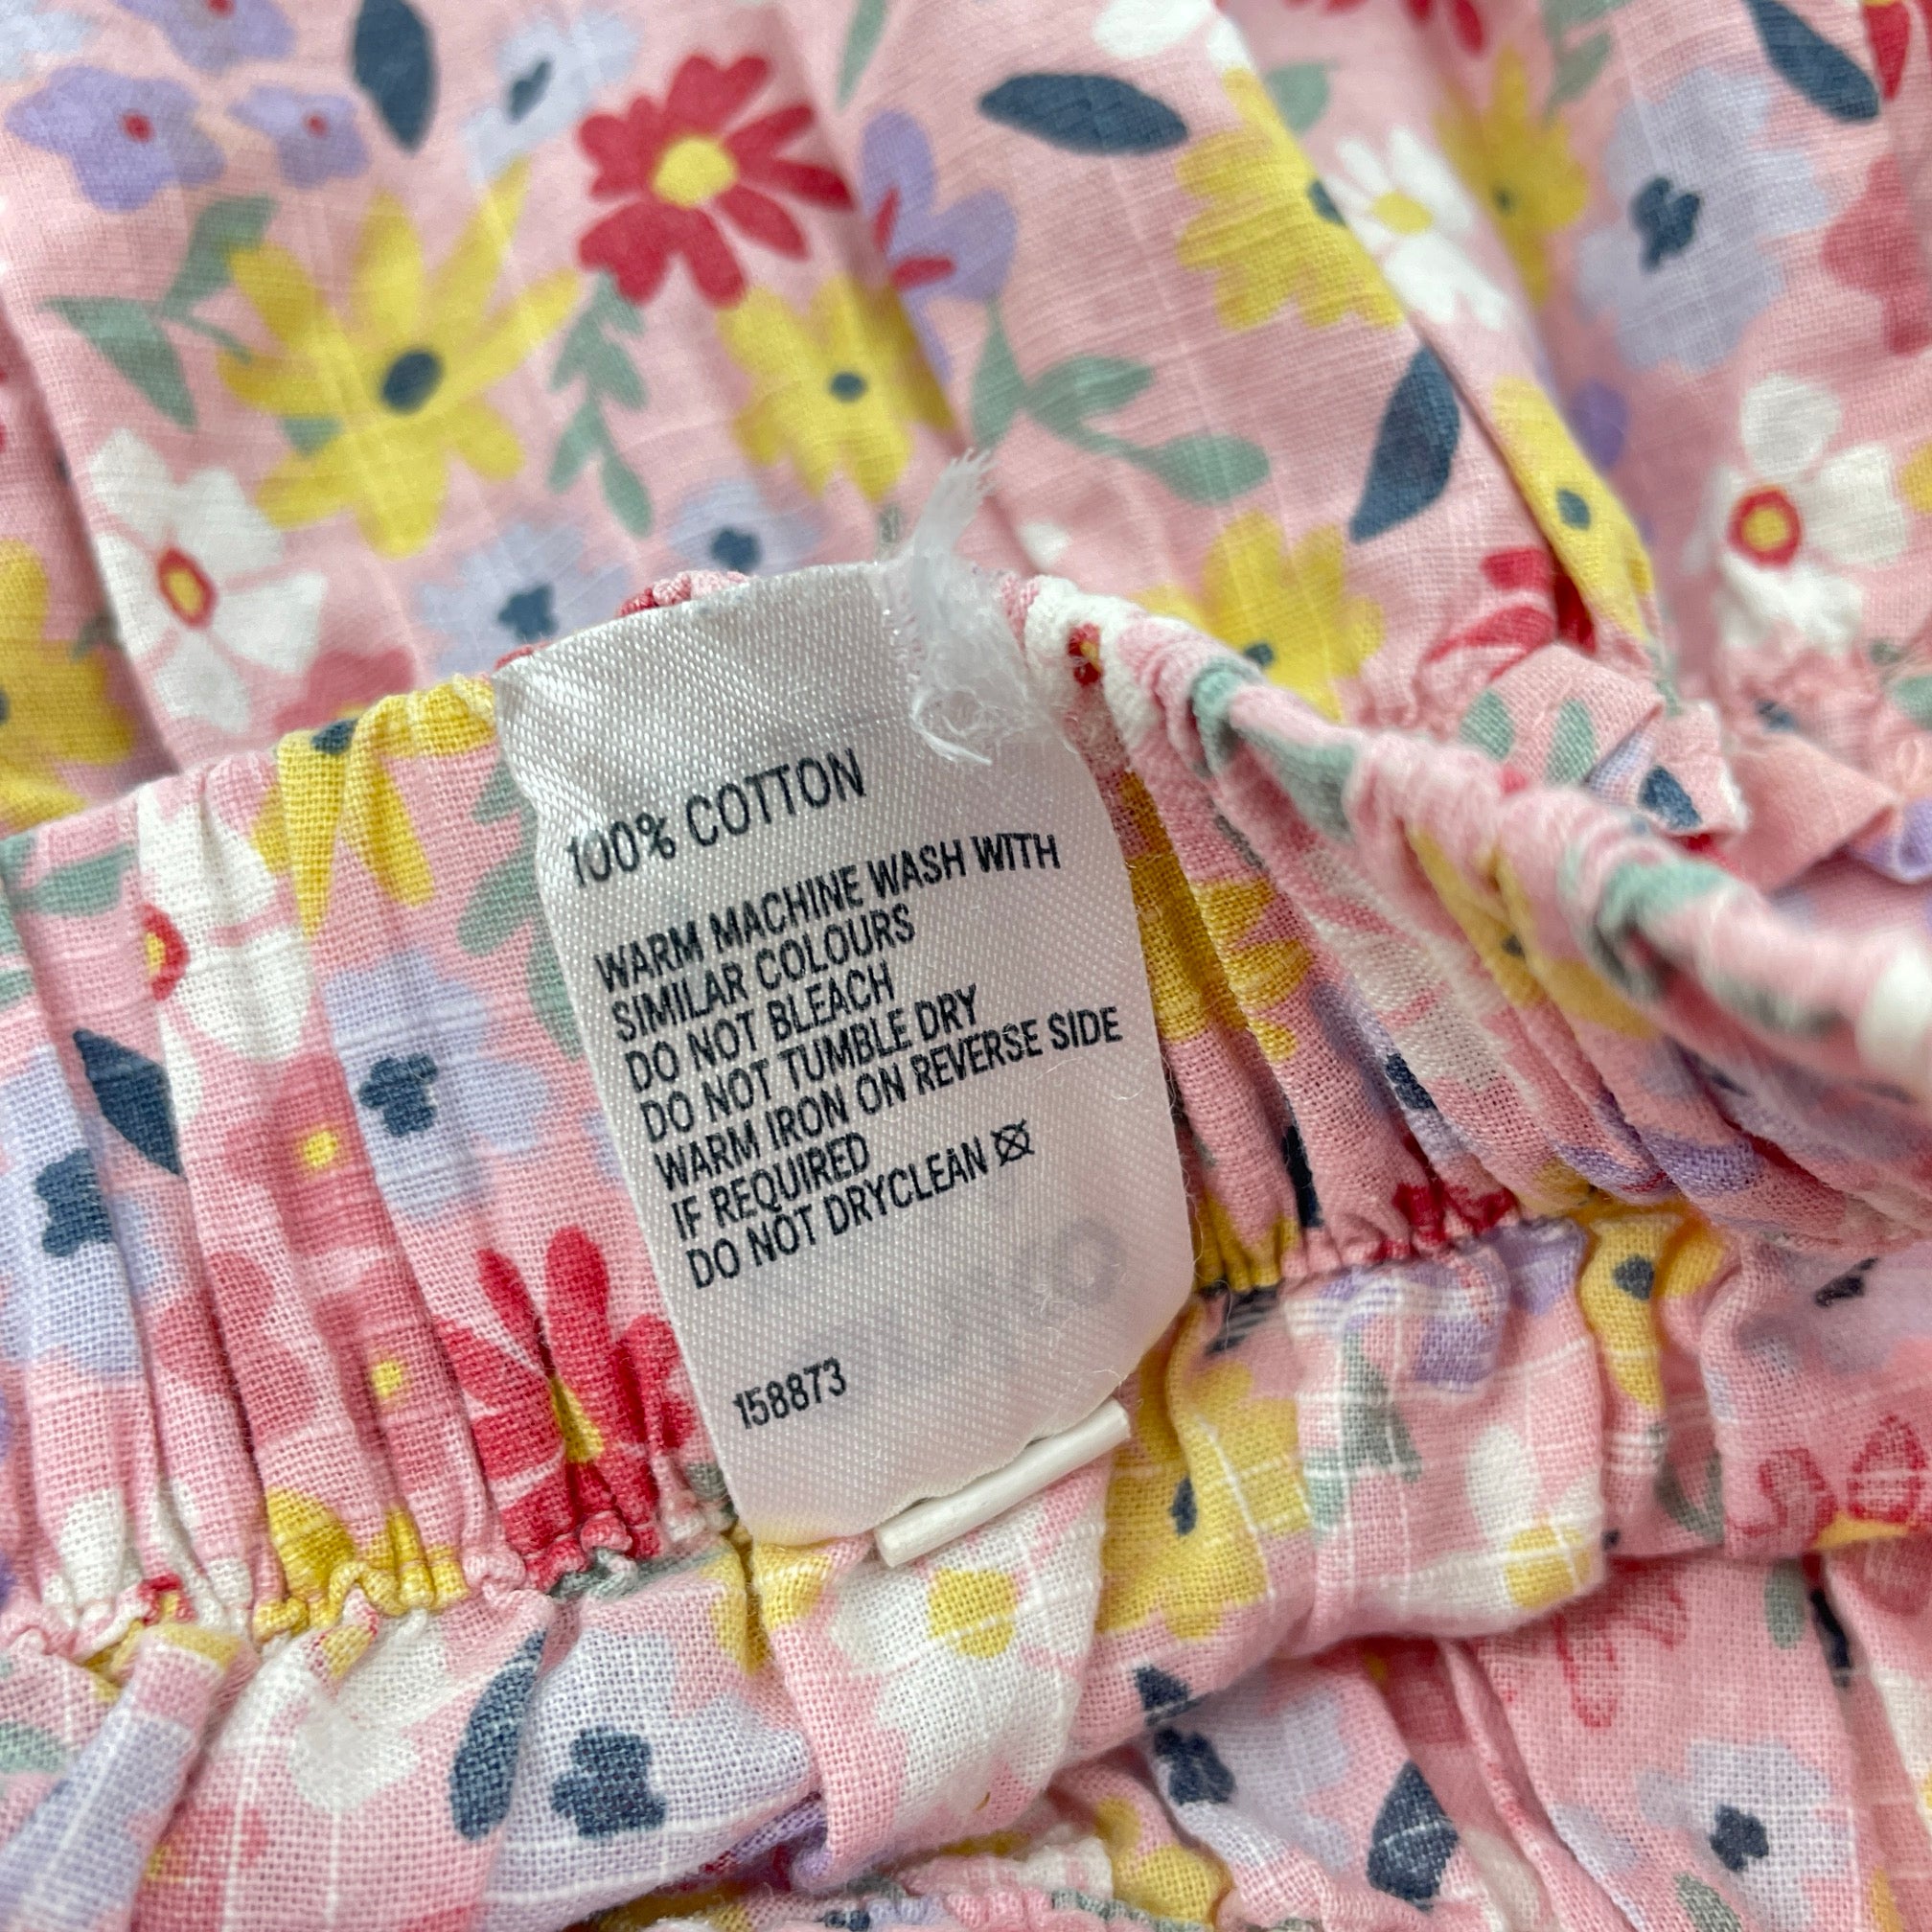 100% COTTON
WARM MACHINE WASH WITH
SIMILAR COLOURS
DO NOT BLEACH
DO NOT TUMBLE DRY
WARM IRON ON REVERSE SIDE
IF REQUIRED
DO NOT DRYCLEAN
158873